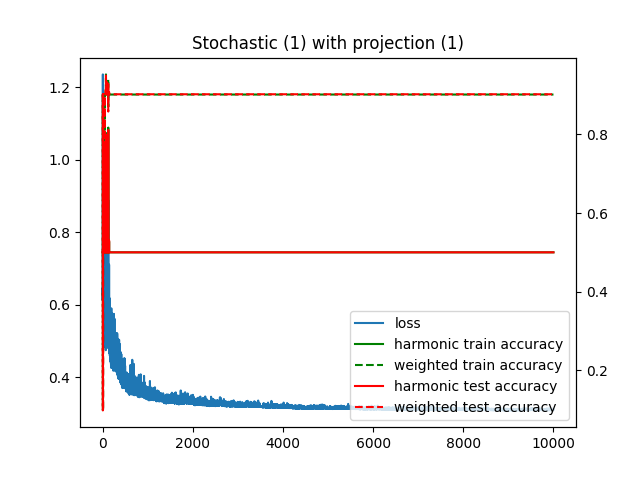 Stochastic (1) with projection (1)
1.2
1.0
0.8
0.6
0.4
0.8
0.6
0.4
0.2
loss
harmonic train accuracy
weighted train accuracy
harmonic test accuracy
weighted test accuracy
0 2000 4000 6000 8000 10000